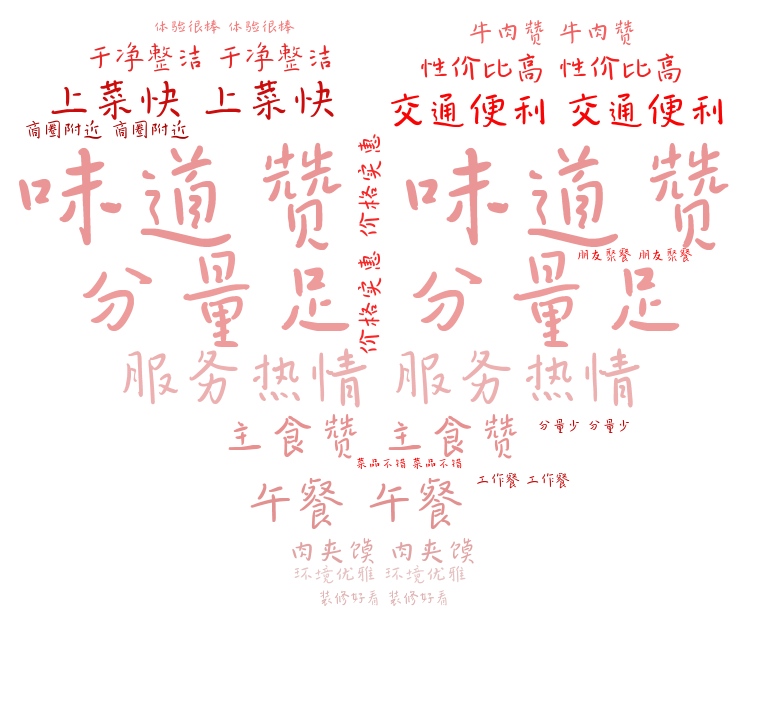 体验很棒 体验很棒
牛肉赞 牛肉赞
干净整洁 干净整洁
性价比高 性价比高
上菜快 上菜快
交通便利 交通便利
商圈附近 商圈附近
价格实惠 价格实惠
味道赞 味道赞
朋友聚餐 朋友聚餐
分量足 分量足
服务热情 服务热情
主食赞 主食赞
分量少 分量少
菜品不错 菜品不错
工作餐 工作餐
午餐 午餐
肉夹馍 肉夹馍
环境优雅 环境优雅
装修好看 装修好看